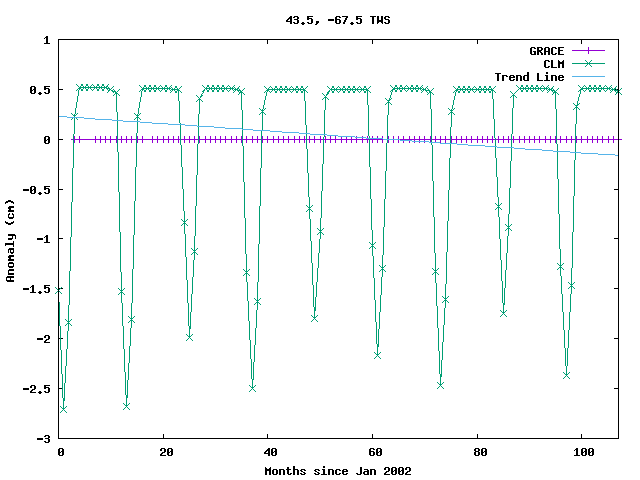 43.5, -67.5 TWS
GRACE
CLM
Trend Line
1
0.5
0
-0.5
-1
-1.5
-2
-2.5
-3
Anomaly (cm)
0 20 40 60 80 100
Months since Jan 2002